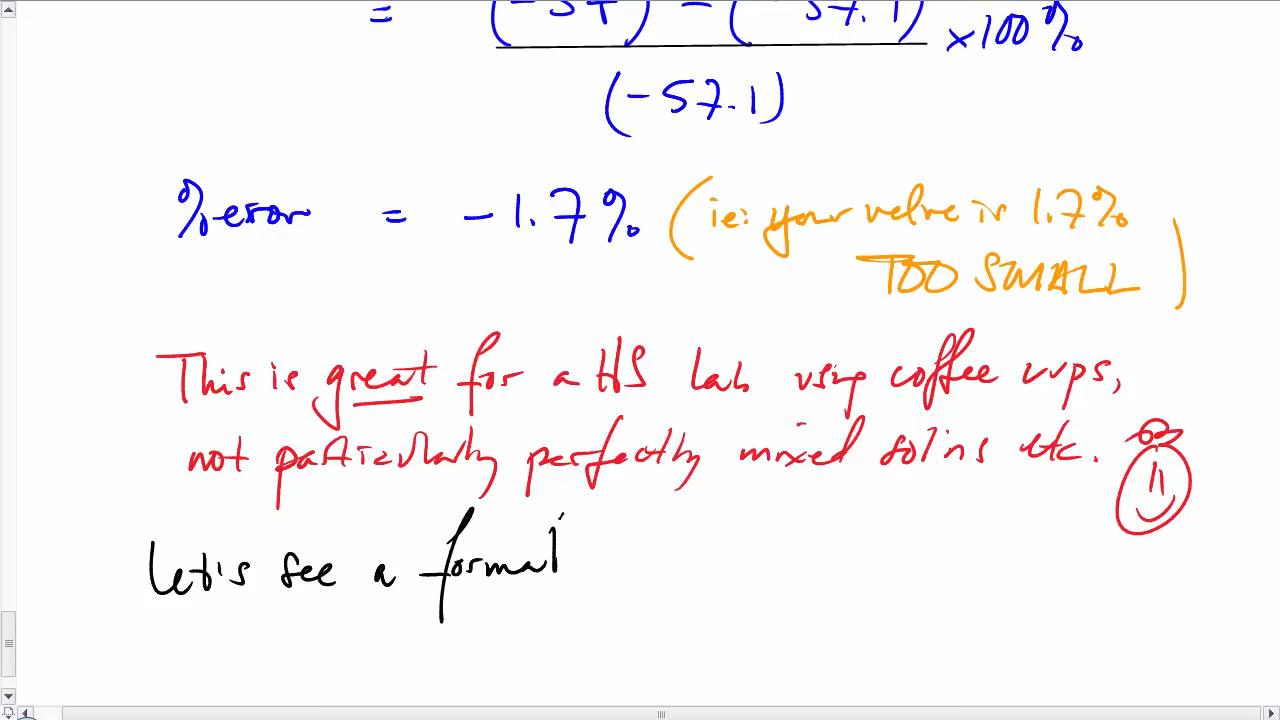 = (-57) - (-57.1) ×100%
(-57.1)
% error = -1.7% (ie: your value is 1.7%
TOO SMALL)
This is great for a HS lab using coffee cups,
not particularly perfectly mixed sol'ns etc.
Let's see a formal